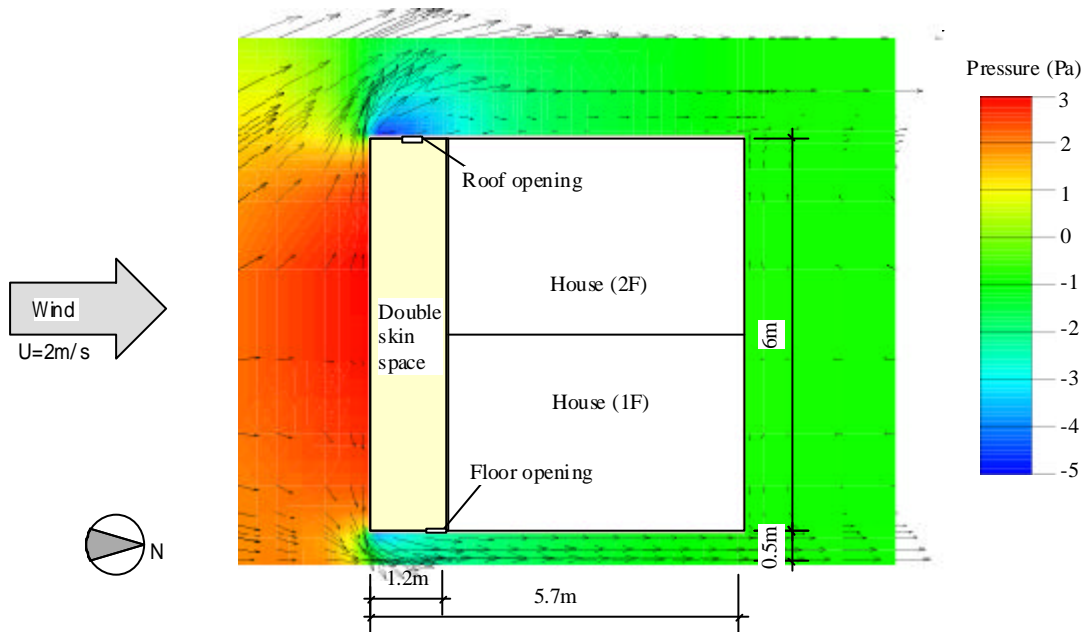 Pressure (Pa)
3
2
1
0
-1
-2
-3
-4
-5
Roof opening
House (2F)
Wind
U=2m/s
Double
skin
space
6m
House (1F)
Floor opening
N
0.5m
1.2m
5.7m